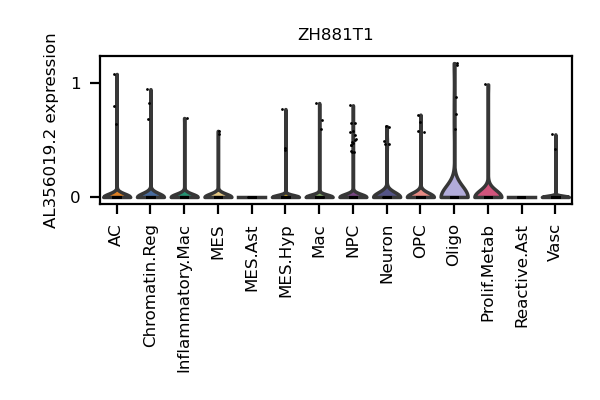 ZH881T1
AL356019.2 expression
1
0
AC
Chromatin.Reg
Inflammatory.Mac
MES
MES.Ast
MES.Hyp
Mac
NPC
Neuron
OPC
Oligo
Prolif.Metab
Reactive.Ast
Vasc